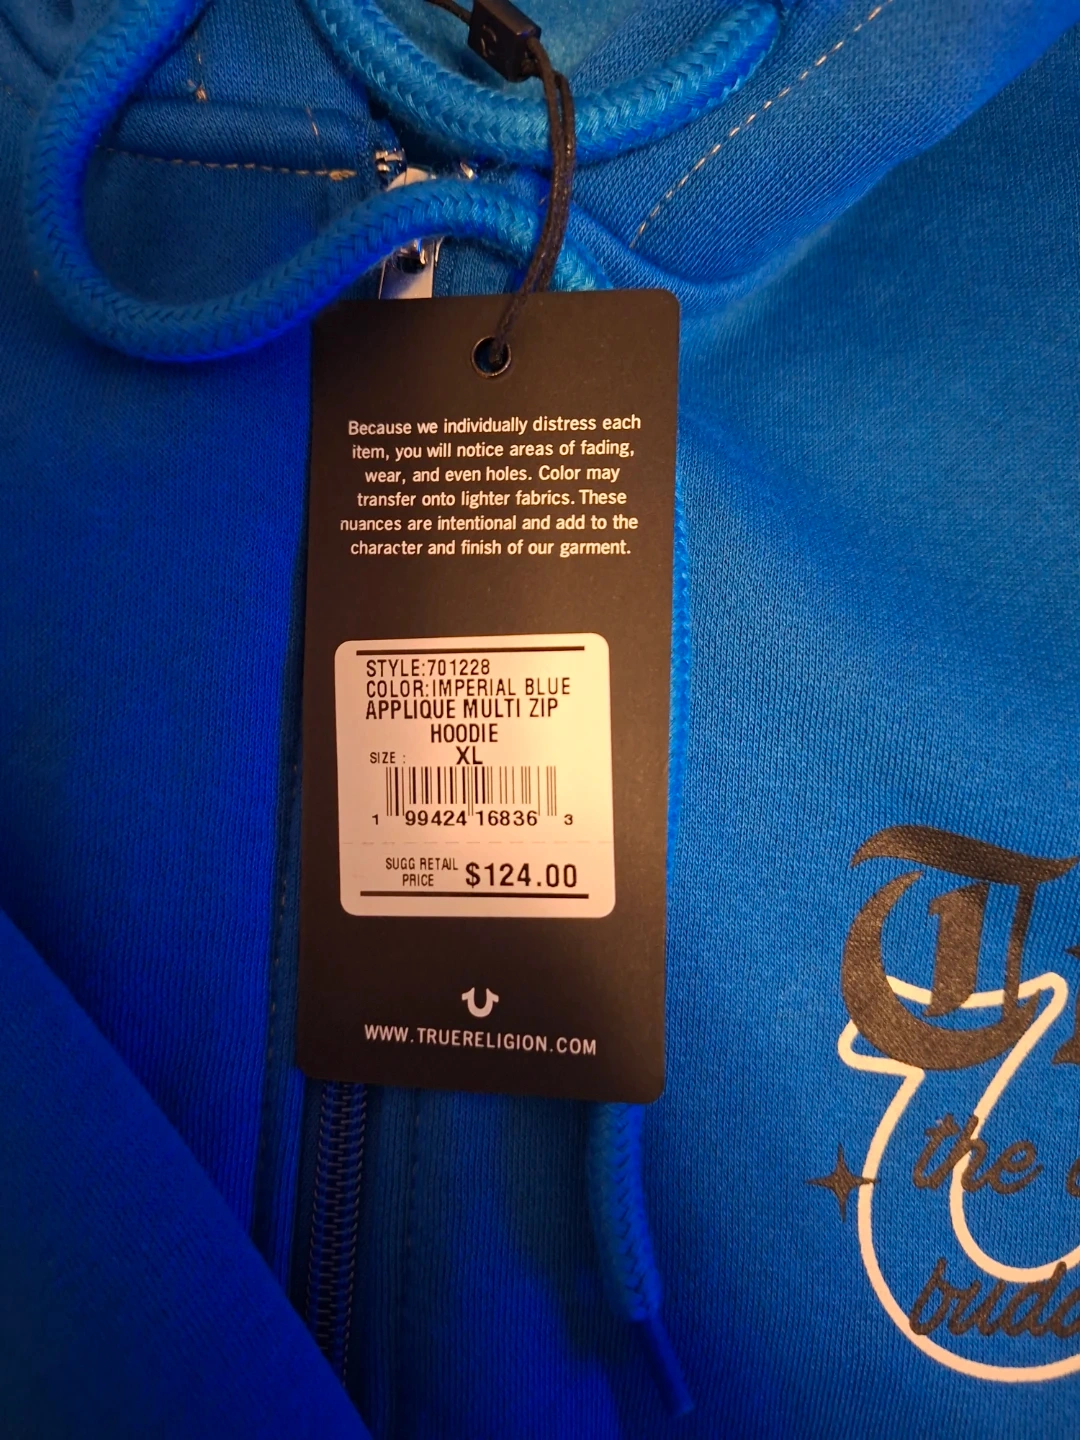 Because we individually distress each
item, you will notice areas of fading,
wear, and even holes. Color may
transfer onto lighter fabrics. These
nuances are intentional and add to the
character and finish of our garment.
STYLE:701228
COLOR:IMPERIAL BLUE
APPLIQUE MULTI ZIP
HOODIE
SIZE : XL
1 99424 16836 3
SUGG RETAIL
PRICE $124.00
WWW.TRUERELIGION.COM
the